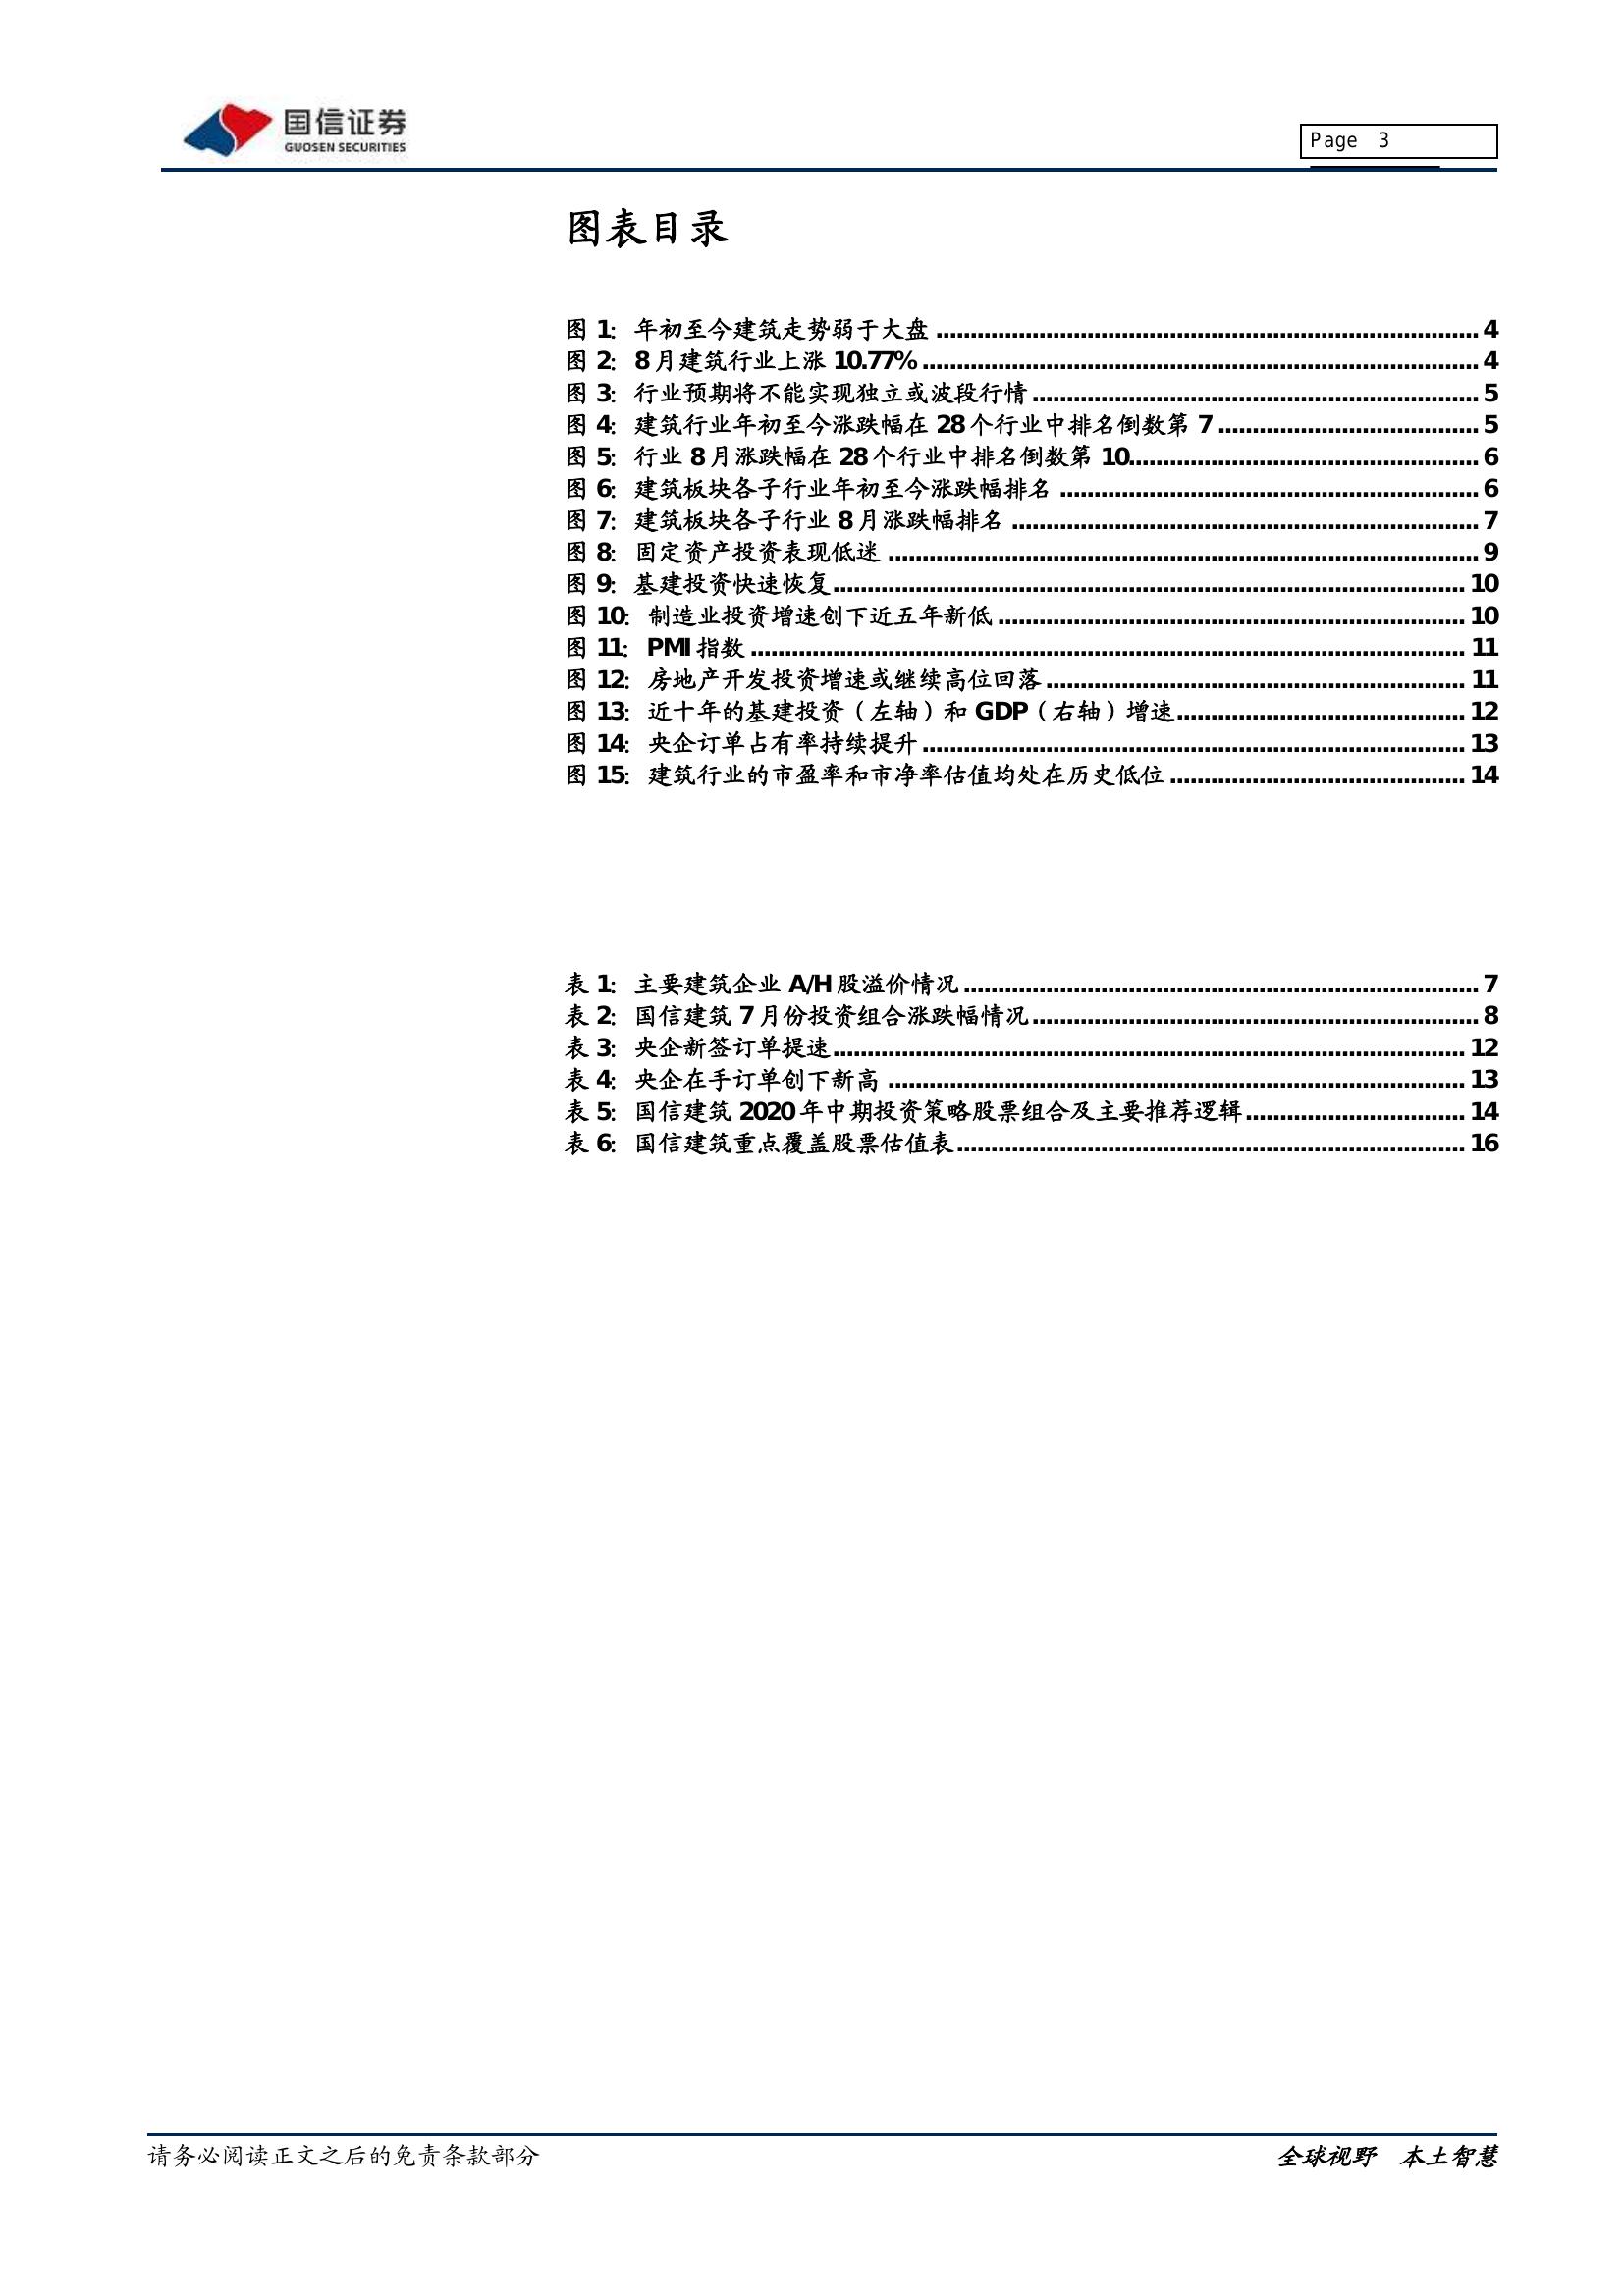 国信证券
GUOSEN SECURITIES
Page 3
图表目录
图 1: 年初至今建筑走势弱于大盘 ........................................ 4
图 2: 8 月建筑行业上涨 10.77% ........................................ 4
图 3: 行业预期将不能实现独立或波段行情 ........................................ 5
图 4: 建筑行业年初至今涨跌幅在 28 个行业中排名倒数第 7 ........................................ 5
图 5: 行业 8 月涨跌幅在 28 个行业中排名倒数第 10 ........................................ 6
图 6: 建筑板块各子行业年初至今涨跌幅排名 ........................................ 6
图 7: 建筑板块各子行业 8 月涨跌幅排名 ........................................ 7
图 8: 固定资产投资表现低迷 ........................................ 9
图 9: 基建投资快速恢复 ........................................ 10
图 10: 制造业投资增速创下近五年新低 ........................................ 10
图 11: PMI 指数 ........................................ 11
图 12: 房地产开发投资增速或继续高位回落 ........................................ 11
图 13: 近十年的基建投资（左轴）和 GDP（右轴）增速 ........................................ 12
图 14: 央企订单占有率持续提升 ........................................ 13
图 15: 建筑行业的市盈率和市净率估值均处在历史低位 ........................................ 14
表 1: 主要建筑企业 A/H 股溢价情况 ........................................ 7
表 2: 国信建筑 7 月份投资组合涨跌幅情况 ........................................ 8
表 3: 央企新签订单提速 ........................................ 12
表 4: 央企在手订单创下新高 ........................................ 13
表 5: 国信建筑 2020 年中期投资策略股票组合及主要推荐逻辑 ........................................ 14
表 6: 国信建筑重点覆盖股票估值表 ........................................ 16
请务必阅读正文之后的免责条款部分
全球视野 本土智慧